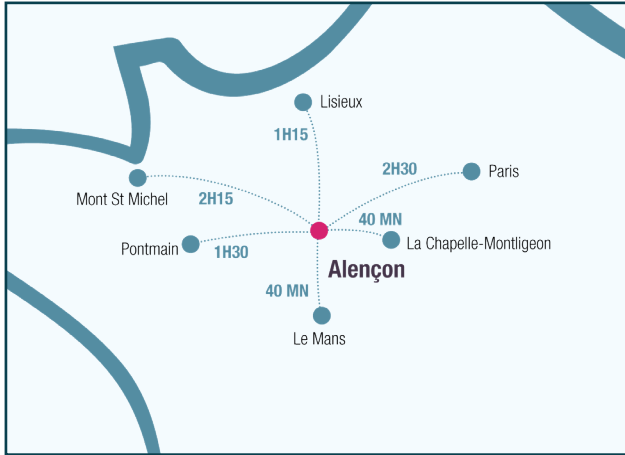 Lisieux
1H15
2H30
Paris
Mont St Michel
2H15
40 MN
Pontmain
1H30
La Chapelle-Montligeon
Alençon
40 MN
Le Mans